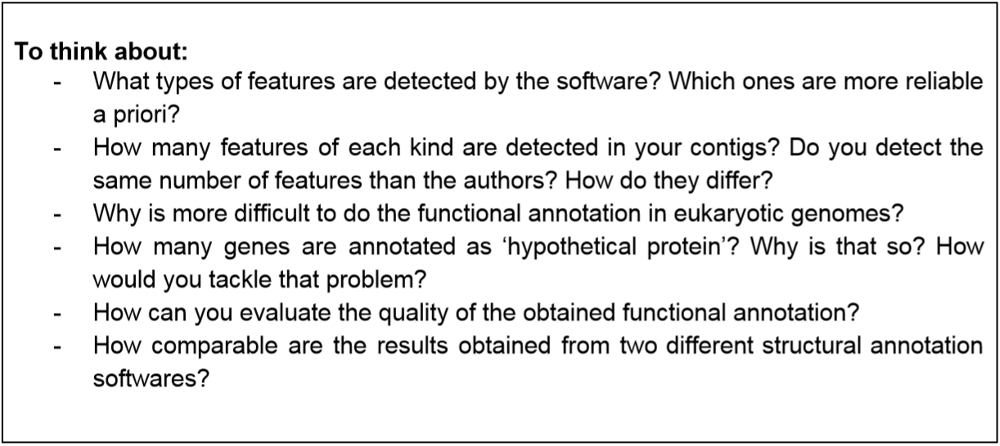 To think about:
- What types of features are detected by the software? Which ones are more reliable
a priori?
- How many features of each kind are detected in your contigs? Do you detect the
same number of features than the authors? How do they differ?
- Why is more difficult to do the functional annotation in eukaryotic genomes?
- How many genes are annotated as ‘hypothetical protein’? Why is that so? How
would you tackle that problem?
- How can you evaluate the quality of the obtained functional annotation?
- How comparable are the results obtained from two different structural annotation
softwares?